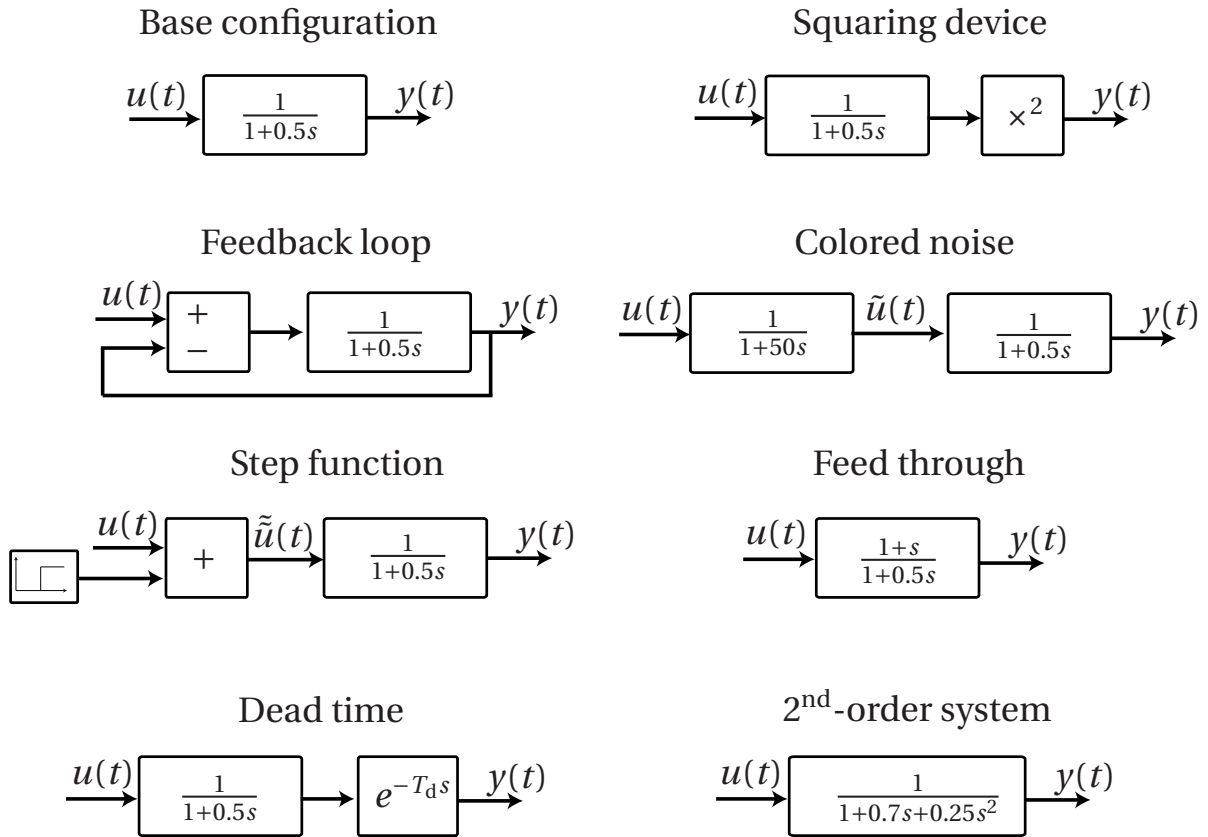 Base configuration
u(t) 1/(1+0.5s) y(t)
Squaring device
u(t) 1/(1+0.5s) ×² y(t)
Feedback loop
u(t) + − 1/(1+0.5s) y(t)
Colored noise
u(t) 1/(1+50s) ũ(t) 1/(1+0.5s) y(t)
Step function
u(t) + ũ̃(t) 1/(1+0.5s) y(t)
Feed through
u(t) (1+s)/(1+0.5s) y(t)
Dead time
u(t) 1/(1+0.5s) e^{−T_d s} y(t)
2nd-order system
u(t) 1/(1+0.7s+0.25s²) y(t)